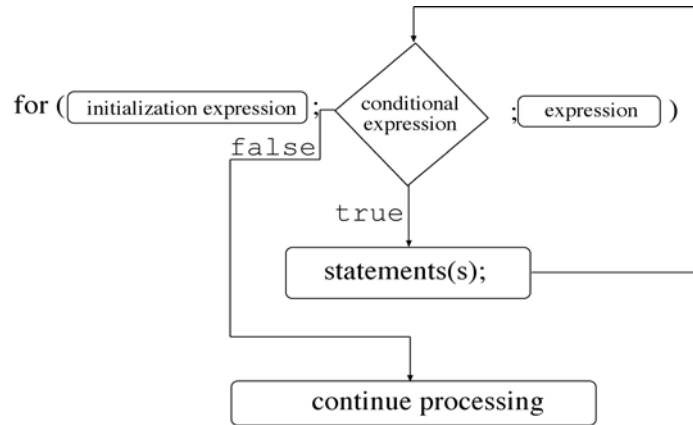 for ( initialization expression ; conditional expression ; expression )
false
true
statements(s);
continue processing